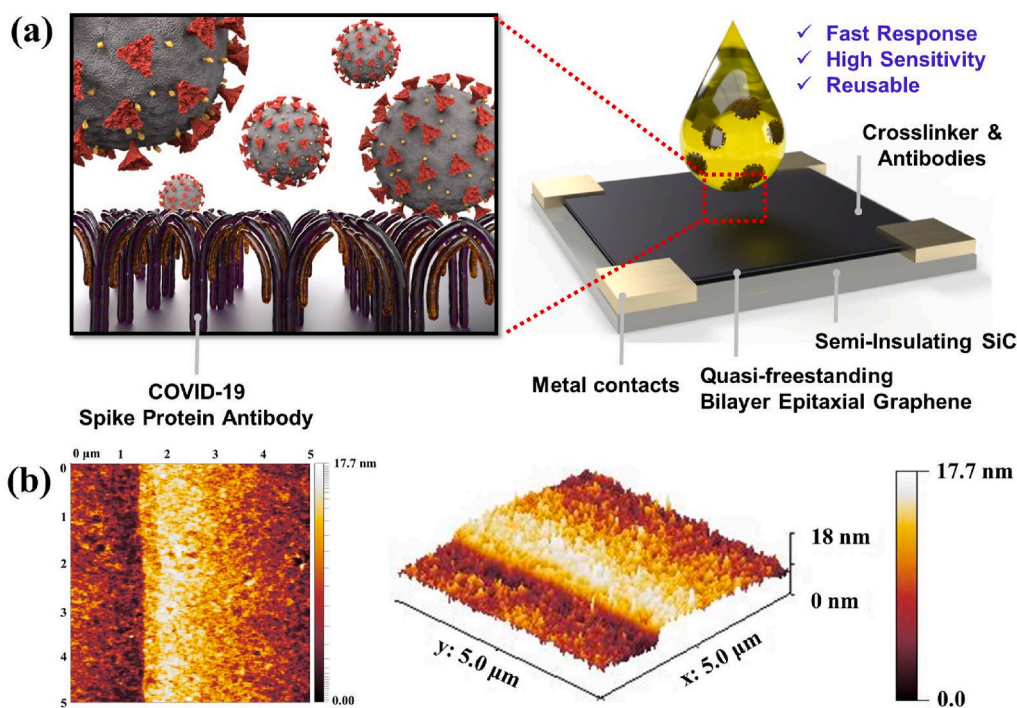 (a)
✓ Fast Response
✓ High Sensitivity
✓ Reusable
Crosslinker &
Antibodies
Semi-Insulating SiC
Metal contacts
Quasi-freestanding
Bilayer Epitaxial Graphene
COVID-19
Spike Protein Antibody
(b)
0 µm 1 2 3 4 5
0
1
2
3
4
5
17.7 nm
0.00
18 nm
0 nm
y: 5.0 µm
x: 5.0 µm
17.7 nm
0.0